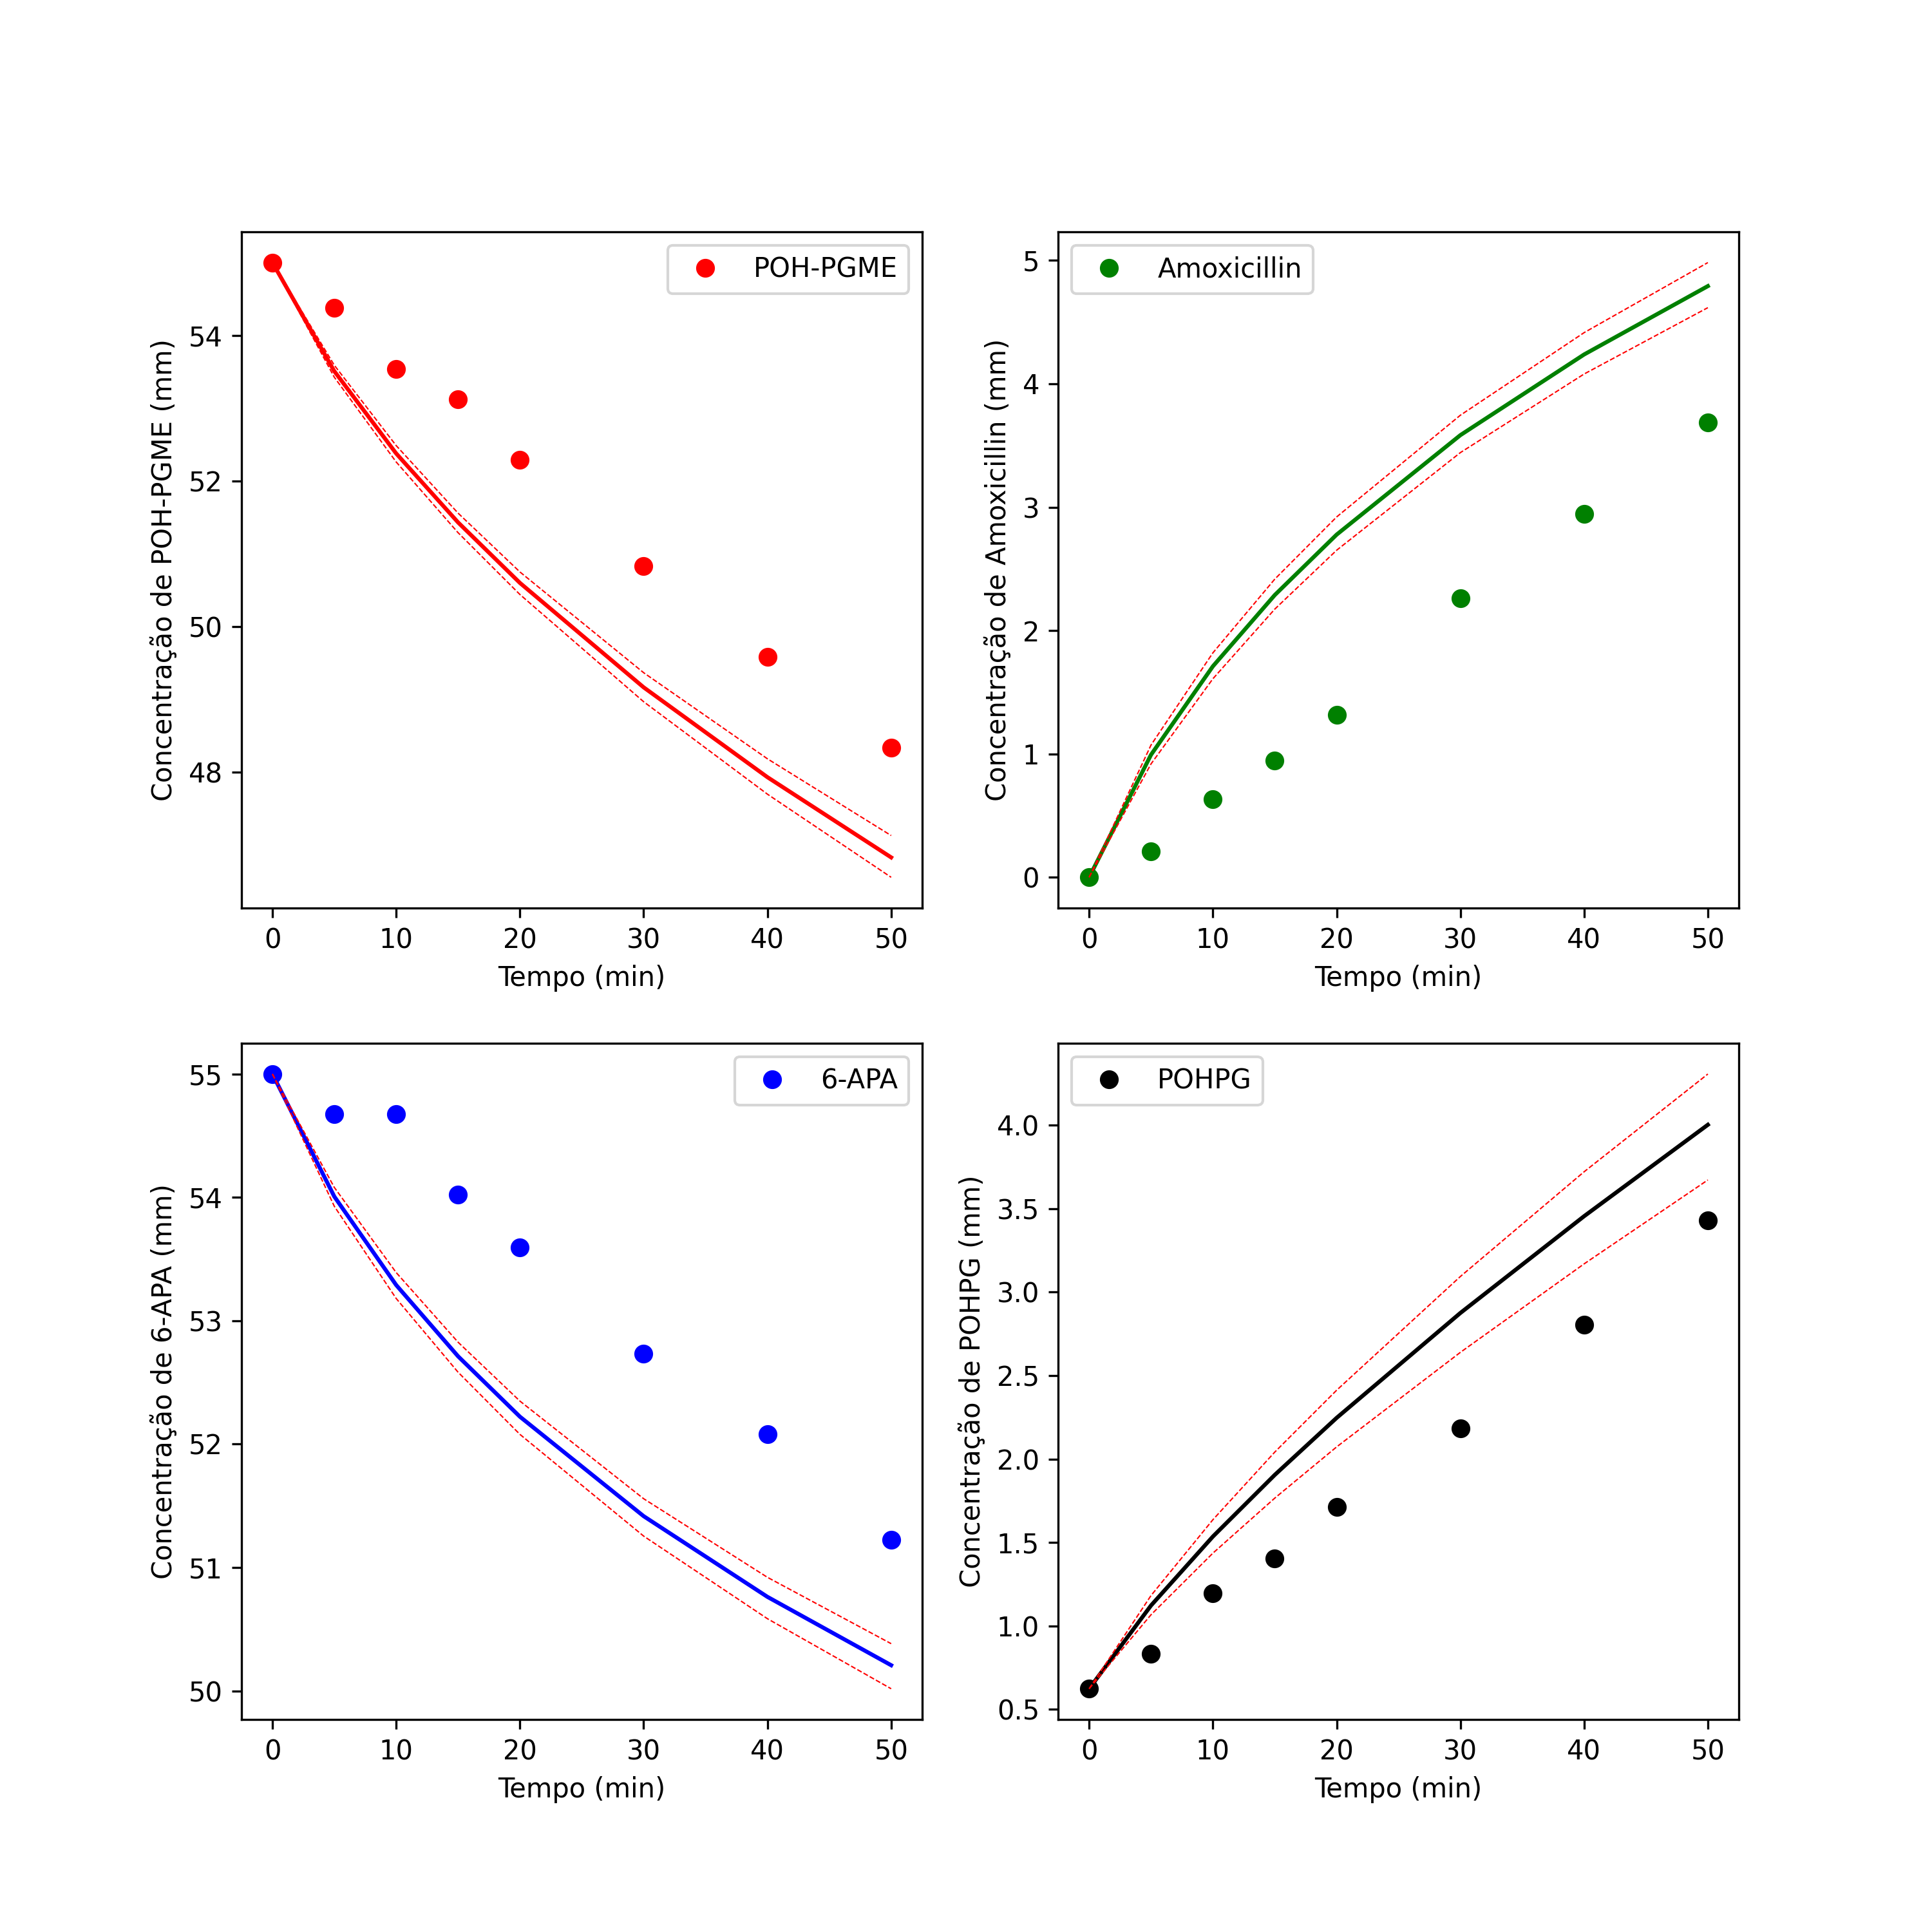 POH-PGME
Concentração de POH-PGME (mm)
54
52
50
48
0 10 20 30 40 50
Tempo (min)
Amoxicillin
Concentração de Amoxicillin (mm)
5
4
3
2
1
0
0 10 20 30 40 50
Tempo (min)
6-APA
Concentração de 6-APA (mm)
55
54
53
52
51
50
0 10 20 30 40 50
Tempo (min)
POHPG
Concentração de POHPG (mm)
4.0
3.5
3.0
2.5
2.0
1.5
1.0
0.5
0 10 20 30 40 50
Tempo (min)